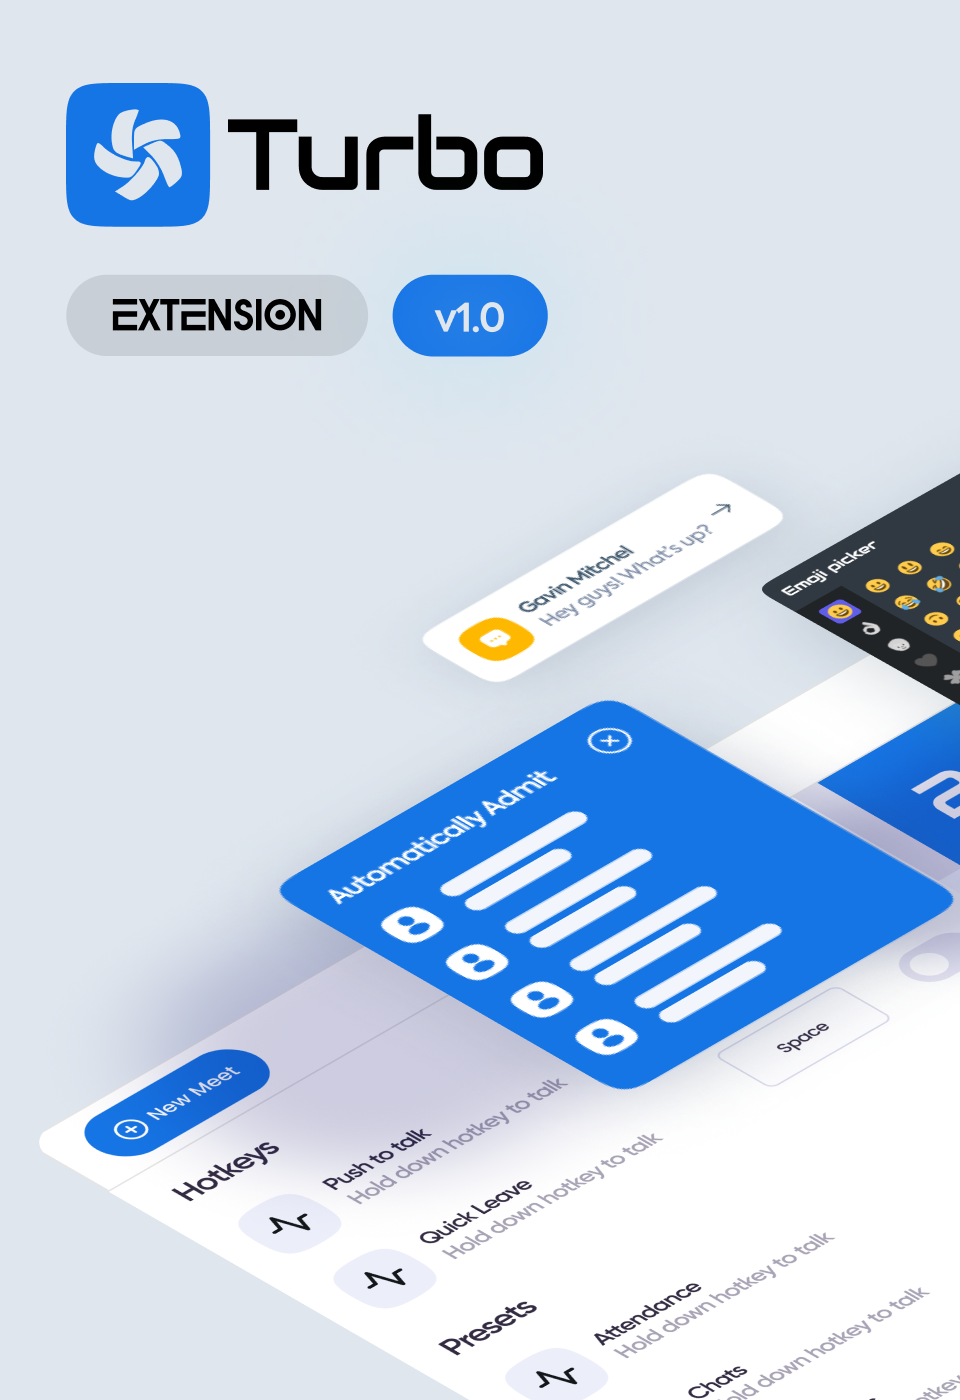 Turbo
EXTENSION
v1.0
Gavin Mitchel
Hey guys! What's up?
Emoji picker
Automatically Admit
New Meet
Space
Hotkeys
Push to talk
Hold down hotkey to talk
Quick Leave
Hold down hotkey to talk
Presets
Attendance
Hold down hotkey to talk
Chats
down hotkey to talk